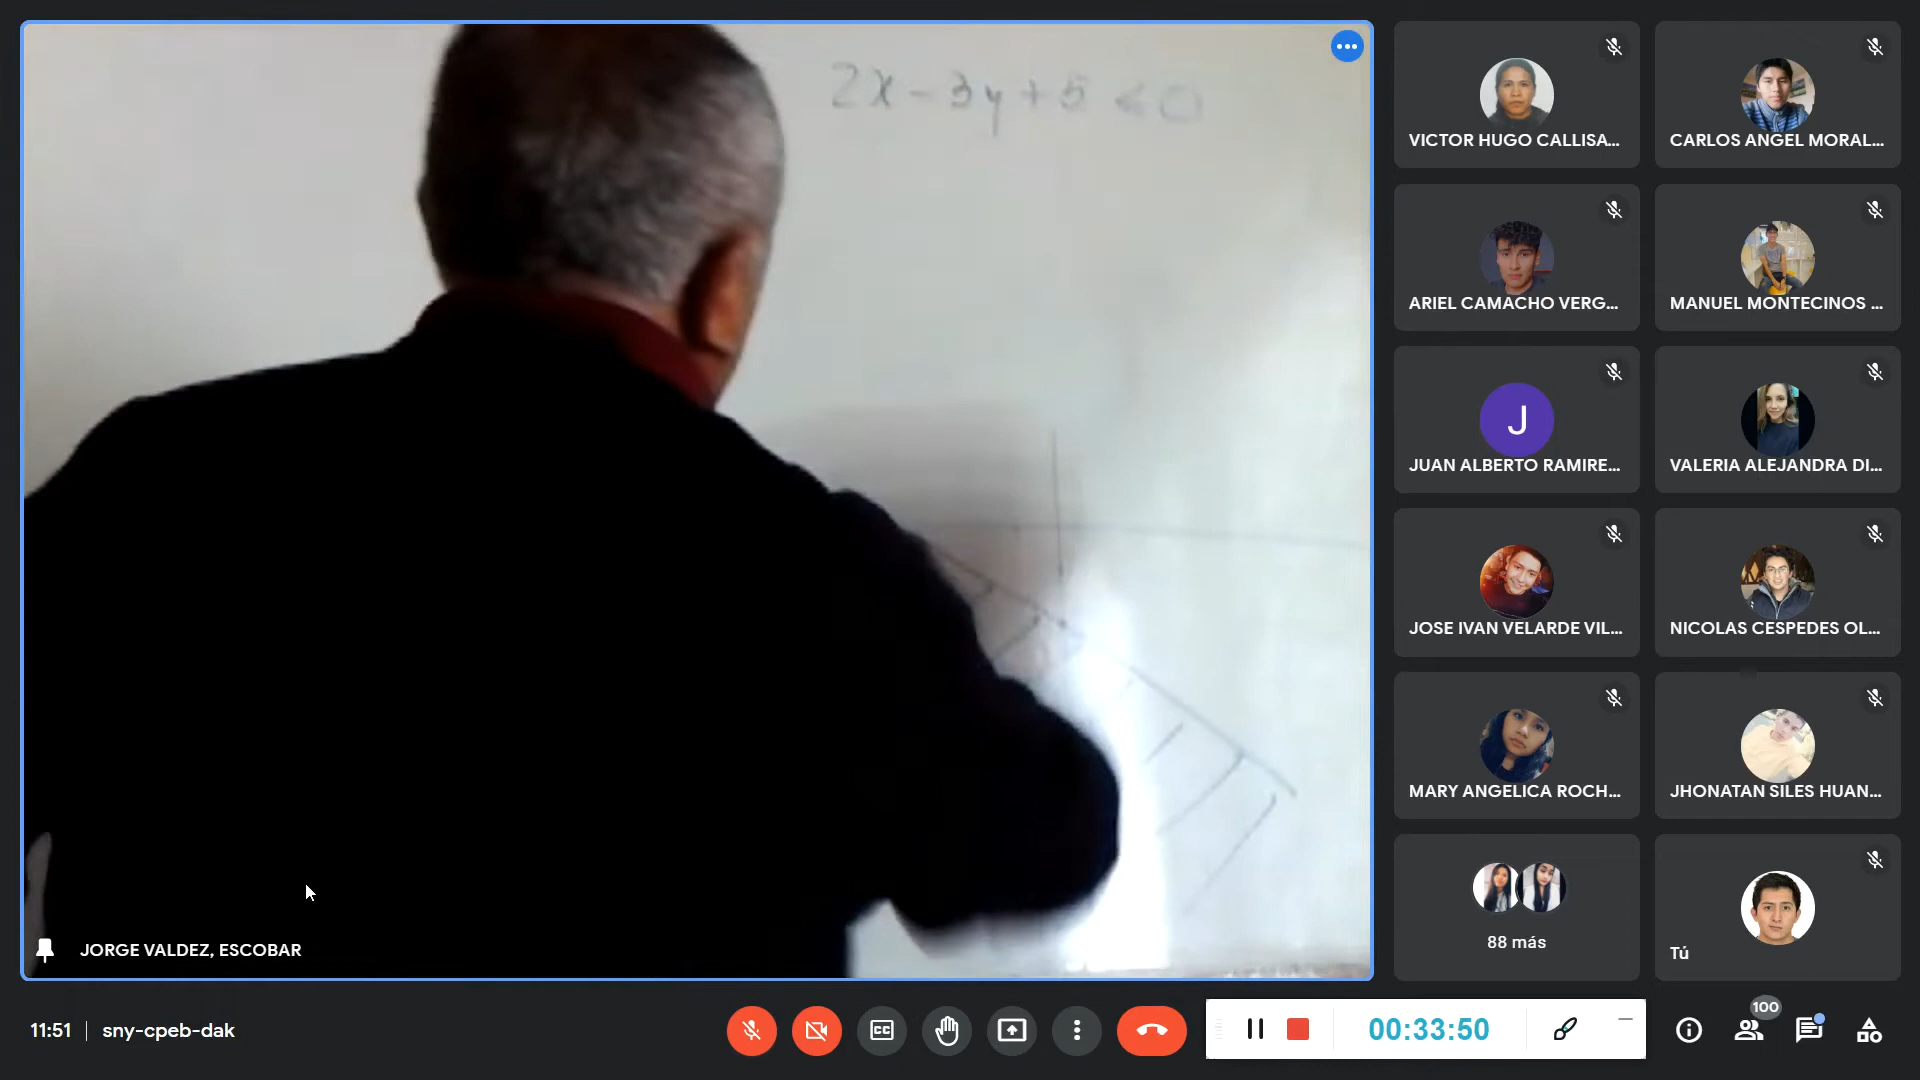 2x - 3y + 5 < 0
VICTOR HUGO CALLISA...
CARLOS ANGEL MORAL...
ARIEL CAMACHO VERG...
MANUEL MONTECINOS ...
J
JUAN ALBERTO RAMIRE...
VALERIA ALEJANDRA DI...
JOSE IVAN VELARDE VIL...
NICOLAS CESPEDES OL...
MARY ANGELICA ROCH...
JHONATAN SILES HUAN...
88 más
Tú
JORGE VALDEZ, ESCOBAR
11:51 | sny-cpeb-dak
CC
00:33:50
100